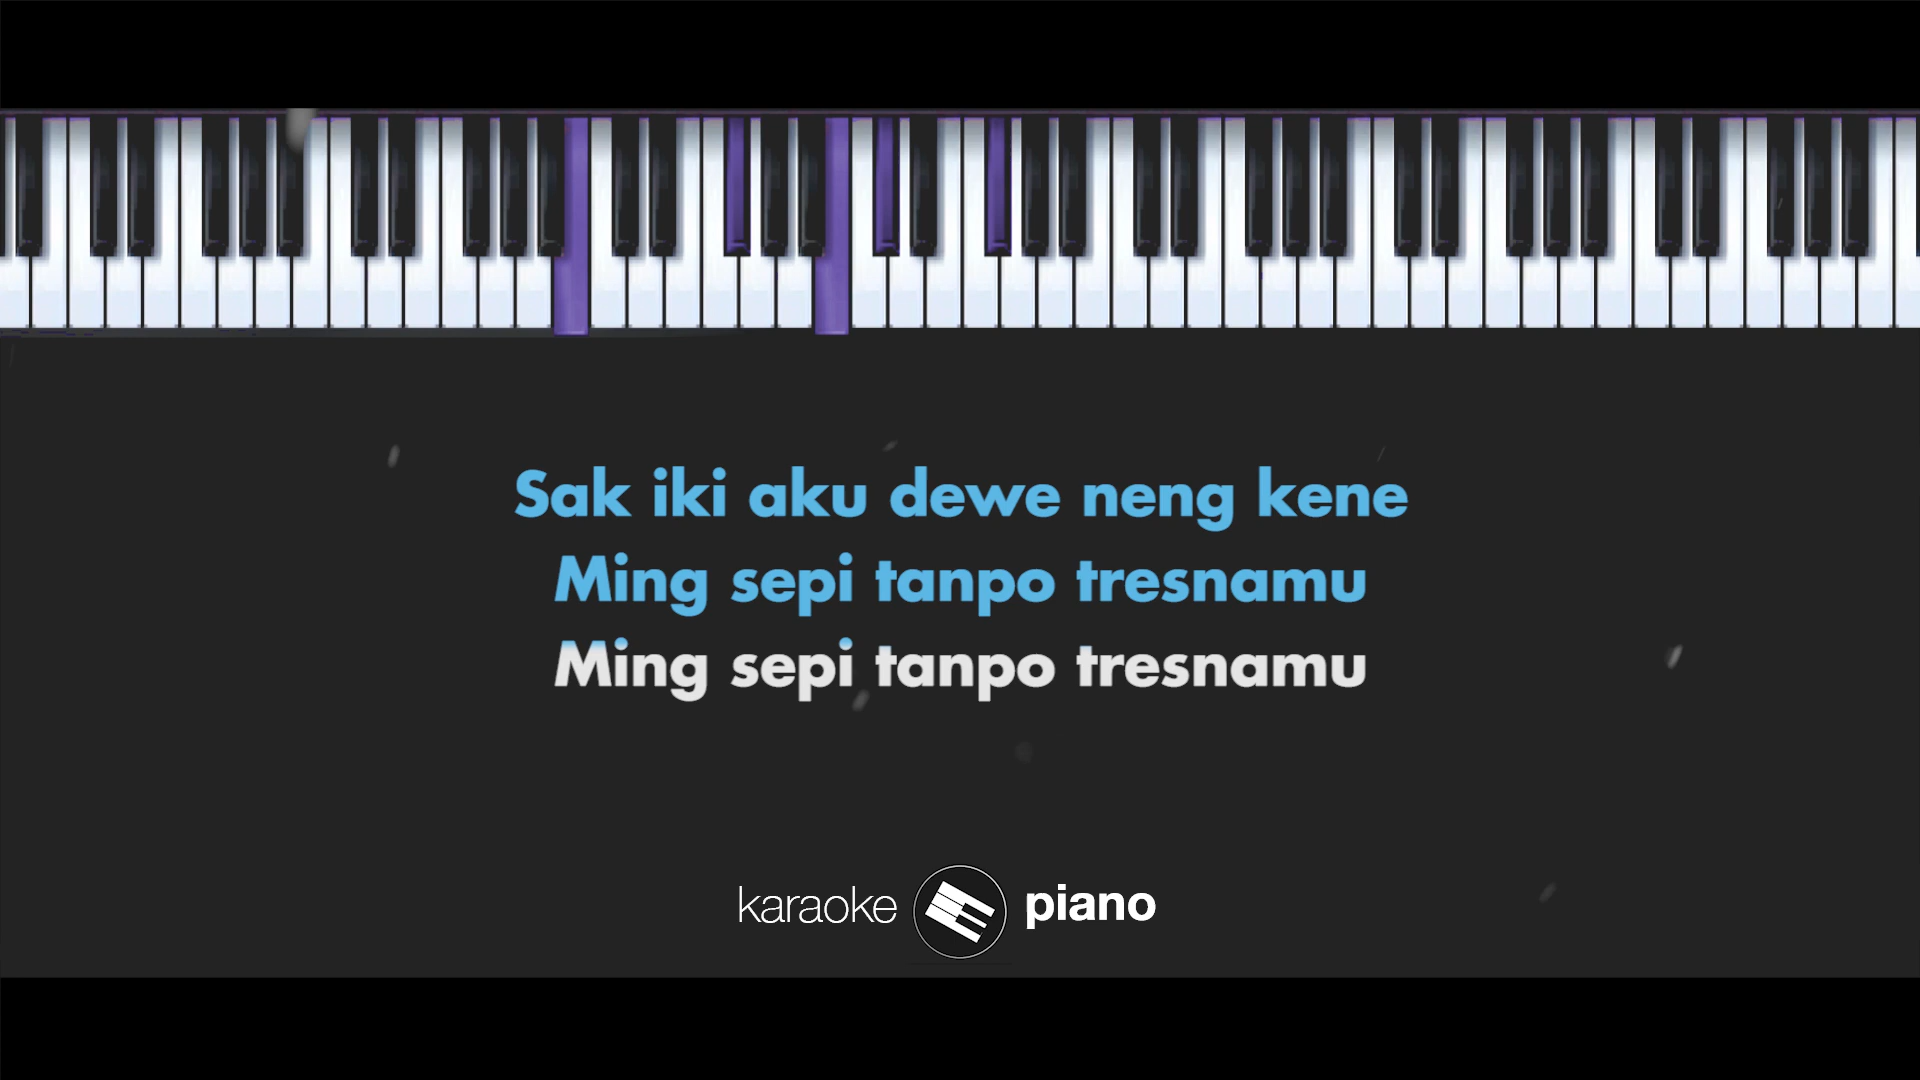 Sak iki aku dewe neng kene
Ming sepi tanpo tresnamu
Ming sepi tanpo tresnamu
karaoke piano